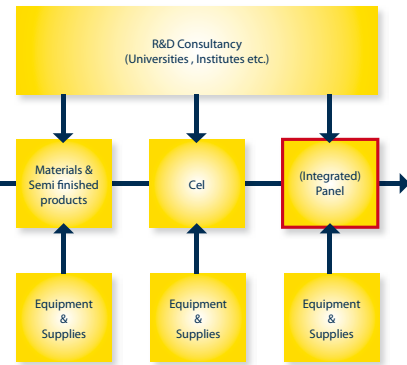 R&D Consultancy
(Universities , Institutes etc.)
Materials &
Semi finished
products
Cel
(Integrated)
Panel
Equipment
&
Supplies
Equipment
&
Supplies
Equipment
&
Supplies